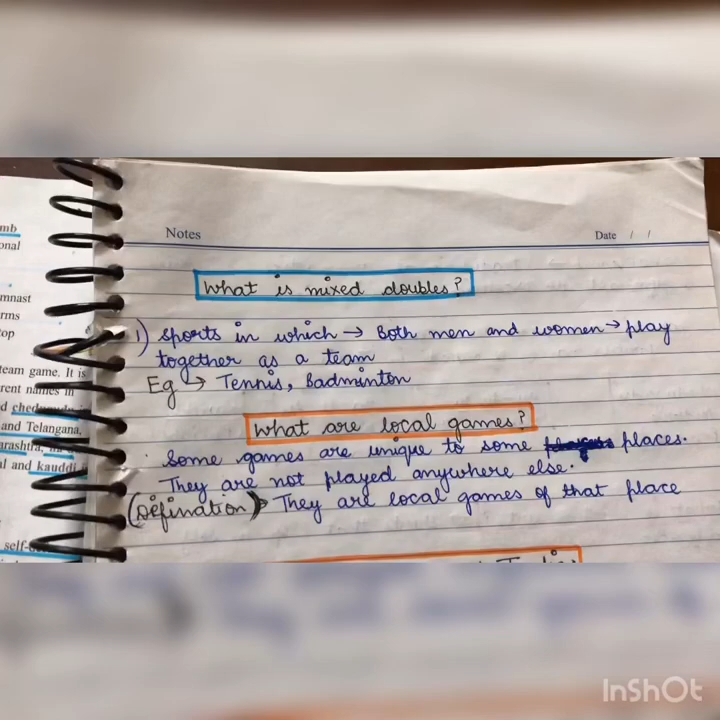 Notes
Date / /
What is mixed doubles?
1) Sports in which → Both men and women → play
together as a team
Eg ↳ Tennis, Badminton
What are local games?
Some games are unique to some places.
They are not played anywhere else.
(Defination) → They are local games of that place
mb
onal
mnast
rms
top
team game. It is
rent names in
d
and Telangana,
arashtra,
al and kauddi
self-
InShOt